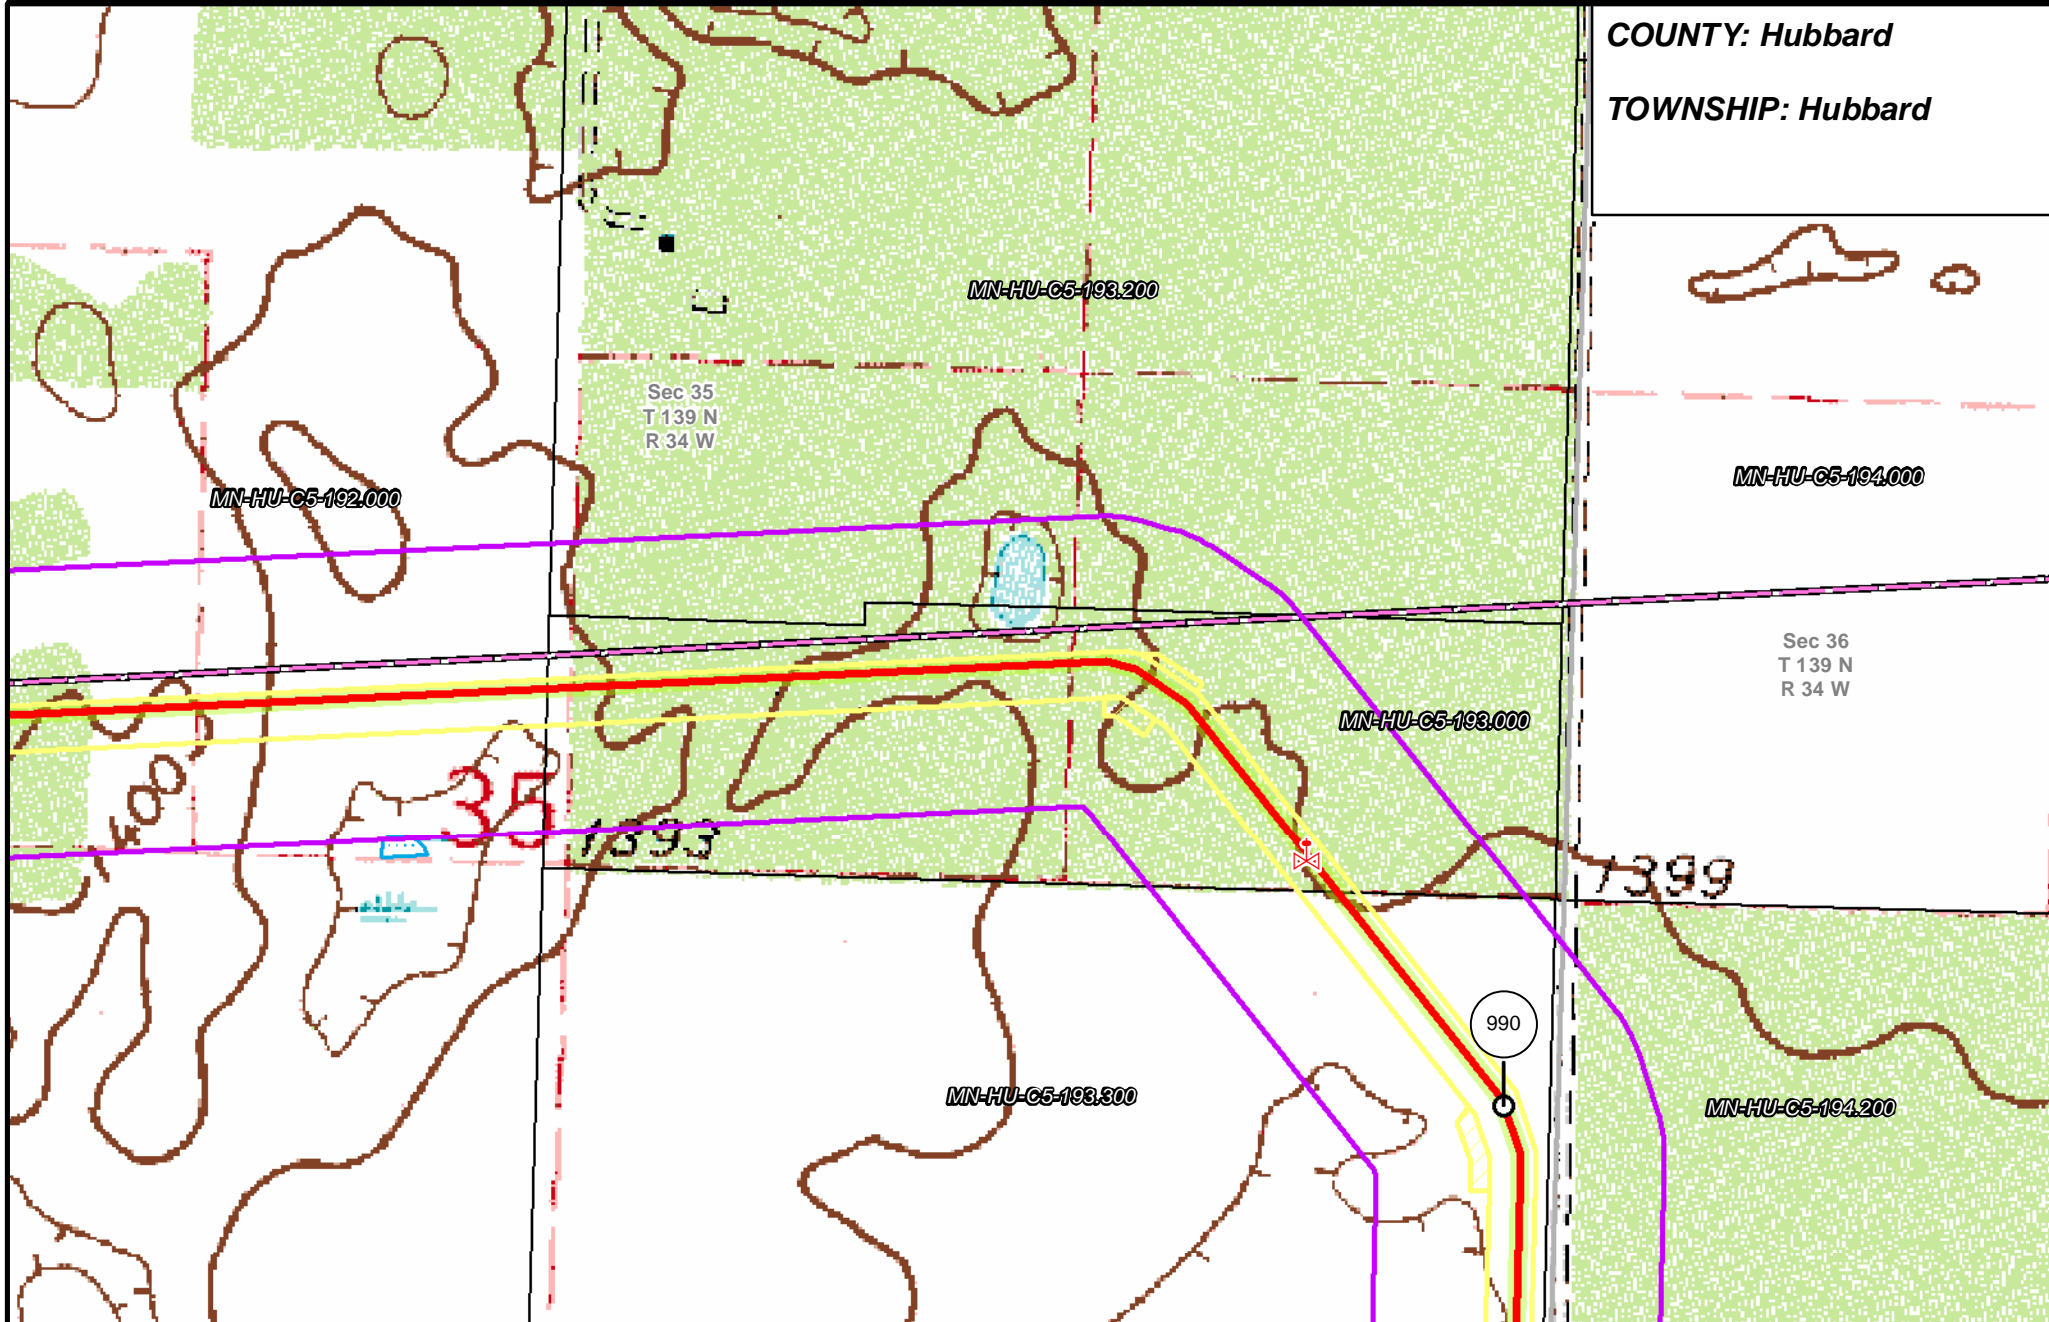 COUNTY: Hubbard
TOWNSHIP: Hubbard
MN-HU-C5-193.200
Sec 35
T 139 N
R 34 W
MN-HU-C5-194.000
MN-HU-C5-192.000
Sec 36
T 139 N
R 34 W
MN-HU-C5-193.000
1400
35
1393
1399
990
MN-HU-C5-193.300
MN-HU-C5-194.200